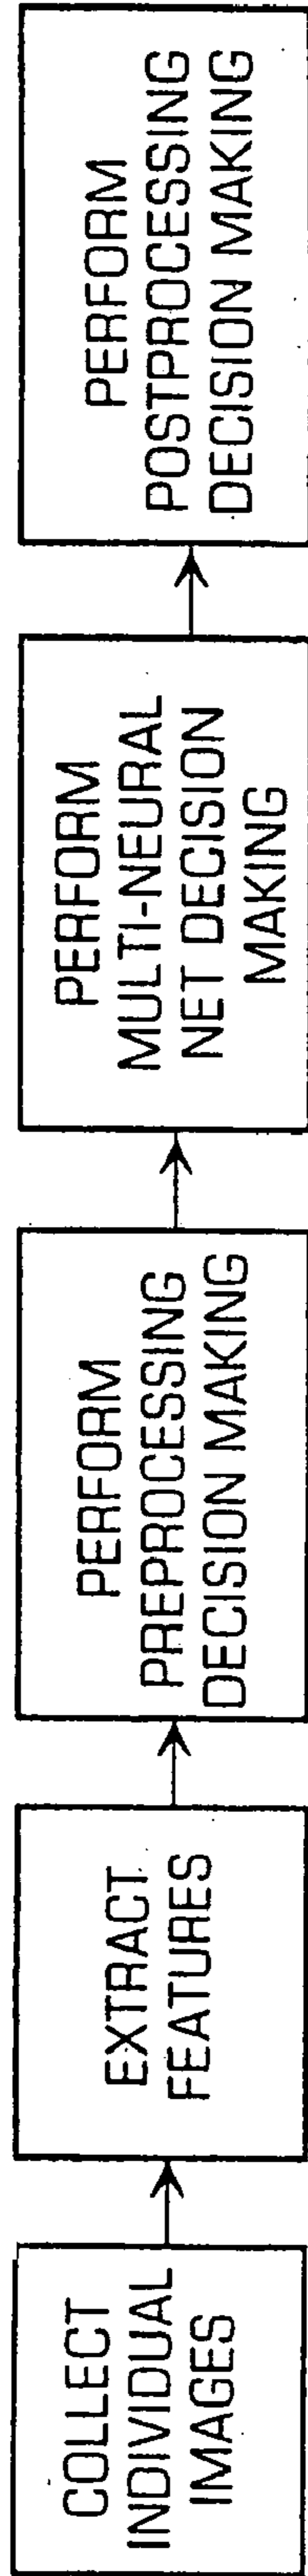 COLLECT
INDIVIDUAL
IMAGES
EXTRACT
FEATURES
PERFORM
PREPROCESSING
DECISION MAKING
PERFORM
MULTI-NEURAL
NET DECISION
MAKING
PERFORM
POSTPROCESSING
DECISION MAKING